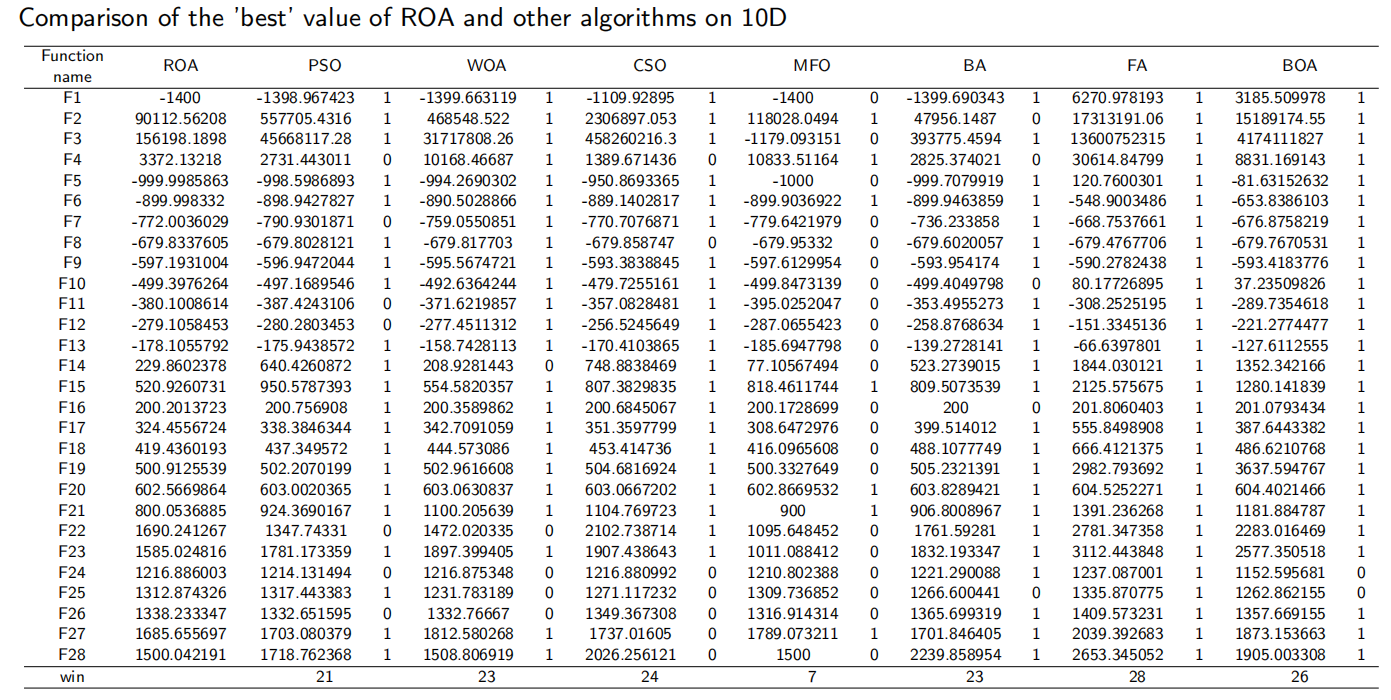 Comparison of the 'best' value of ROA and other algorithms on 10D
Function name ROA PSO WOA CSO MFO BA FA BOA
F1 -1400 -1398.967423 1 -1399.663119 1 -1109.92895 1 -1400 0 -1399.690343 1 6270.978193 1 3185.509978 1
F2 90112.56208 557705.4316 1 468548.522 1 2306897.053 1 118028.0494 1 47956.1487 0 17313191.06 1 15189174.55 1
F3 156198.1898 45668117.28 1 31717808.26 1 458260216.3 1 -1179.093151 0 393775.4594 1 13600752315 1 4174111827 1
F4 3372.13218 2731.443011 0 10168.46687 1 1389.671436 0 10833.51164 1 2825.374021 0 30614.84799 1 8831.169143 1
F5 -999.9985863 -998.5986893 1 -994.2690302 1 -950.8693365 1 -1000 0 -999.7079919 1 120.7600301 1 -81.63152632 1
F6 -899.998332 -898.9427827 1 -890.5028866 1 -889.1402817 1 -899.9036922 1 -899.9463859 1 -548.9003486 1 -653.8386103 1
F7 -772.0036029 -790.9301871 0 -759.0550851 1 -770.7076871 1 -779.6421979 0 -736.233858 1 -668.7537661 1 -676.8758219 1
F8 -679.8337605 -679.8028121 1 -679.817703 1 -679.858747 0 -679.95332 0 -679.6020057 1 -679.4767706 1 -679.7670531 1
F9 -597.1931004 -596.9472044 1 -595.5674721 1 -593.3838845 1 -597.6129954 0 -593.954174 1 -590.2782438 1 -593.4183776 1
F10 -499.3976264 -497.1689546 1 -492.6364244 1 -479.7255161 1 -499.8473139 0 -499.4049798 0 80.17726895 1 37.23509826 1
F11 -380.1008614 -387.4243106 0 -371.6219857 1 -357.0828481 1 -395.0252047 0 -353.4955273 1 -308.2525195 1 -289.7354618 1
F12 -279.1058453 -280.2803453 0 -277.4511312 1 -256.5245649 1 -287.0655423 0 -258.8768634 1 -151.3345136 1 -221.2774477 1
F13 -178.1055792 -175.9438572 1 -158.7428113 1 -170.4103865 1 -185.6947798 0 -139.2728141 1 -66.6397801 1 -127.6112555 1
F14 229.8602378 640.4260872 1 208.9281443 0 748.8838469 1 77.10567494 0 523.2739015 1 1844.030121 1 1352.342166 1
F15 520.9260731 950.5787393 1 554.5820357 1 807.3829835 1 818.4611744 1 809.5073539 1 2125.575675 1 1280.141839 1
F16 200.2013723 200.756908 1 200.3589862 1 200.6845067 1 200.1728699 0 200 0 201.8060403 1 201.0793434 1
F17 324.4556724 338.3846344 1 342.7091059 1 351.3597799 1 308.6472976 0 399.514012 1 555.8498908 1 387.6443382 1
F18 419.4360193 437.349572 1 444.573086 1 453.414736 1 416.0965608 0 488.1077749 1 666.4121375 1 486.6210768 1
F19 500.9125539 502.2070199 1 502.9616608 1 504.6816924 1 500.3327649 0 505.2321391 1 2982.793692 1 3637.594767 1
F20 602.5669864 603.0020365 1 603.0630837 1 603.0667202 1 602.8669532 1 603.8289421 1 604.5252271 1 604.4021466 1
F21 800.0536885 924.3690167 1 1100.205639 1 1104.769723 1 900 1 906.8008967 1 1391.236268 1 1181.884787 1
F22 1690.241267 1347.74331 0 1472.020335 0 2102.738714 1 1095.648452 0 1761.59281 1 2781.347358 1 2283.016469 1
F23 1585.024816 1781.173359 1 1897.399405 1 1907.438643 1 1011.088412 0 1832.193347 1 3112.443848 1 2577.350518 1
F24 1216.886003 1214.131494 0 1216.875348 0 1216.880992 0 1210.802388 0 1221.290088 1 1237.087001 1 1152.595681 0
F25 1312.874326 1317.443383 1 1231.783189 0 1271.117232 0 1309.736852 0 1266.600441 0 1335.870775 1 1262.862155 0
F26 1338.233347 1332.651595 0 1332.76667 0 1349.367308 0 1316.914314 0 1365.699319 1 1409.573231 1 1357.669155 1
F27 1685.655697 1703.080379 1 1812.580268 1 1737.01605 0 1789.073211 1 1701.846405 1 2039.392683 1 1873.153663 1
F28 1500.042191 1718.762368 1 1508.806919 1 2026.256121 0 1500 0 2239.858954 1 2653.345052 1 1905.003308 1
win 21 23 24 7 23 28 26